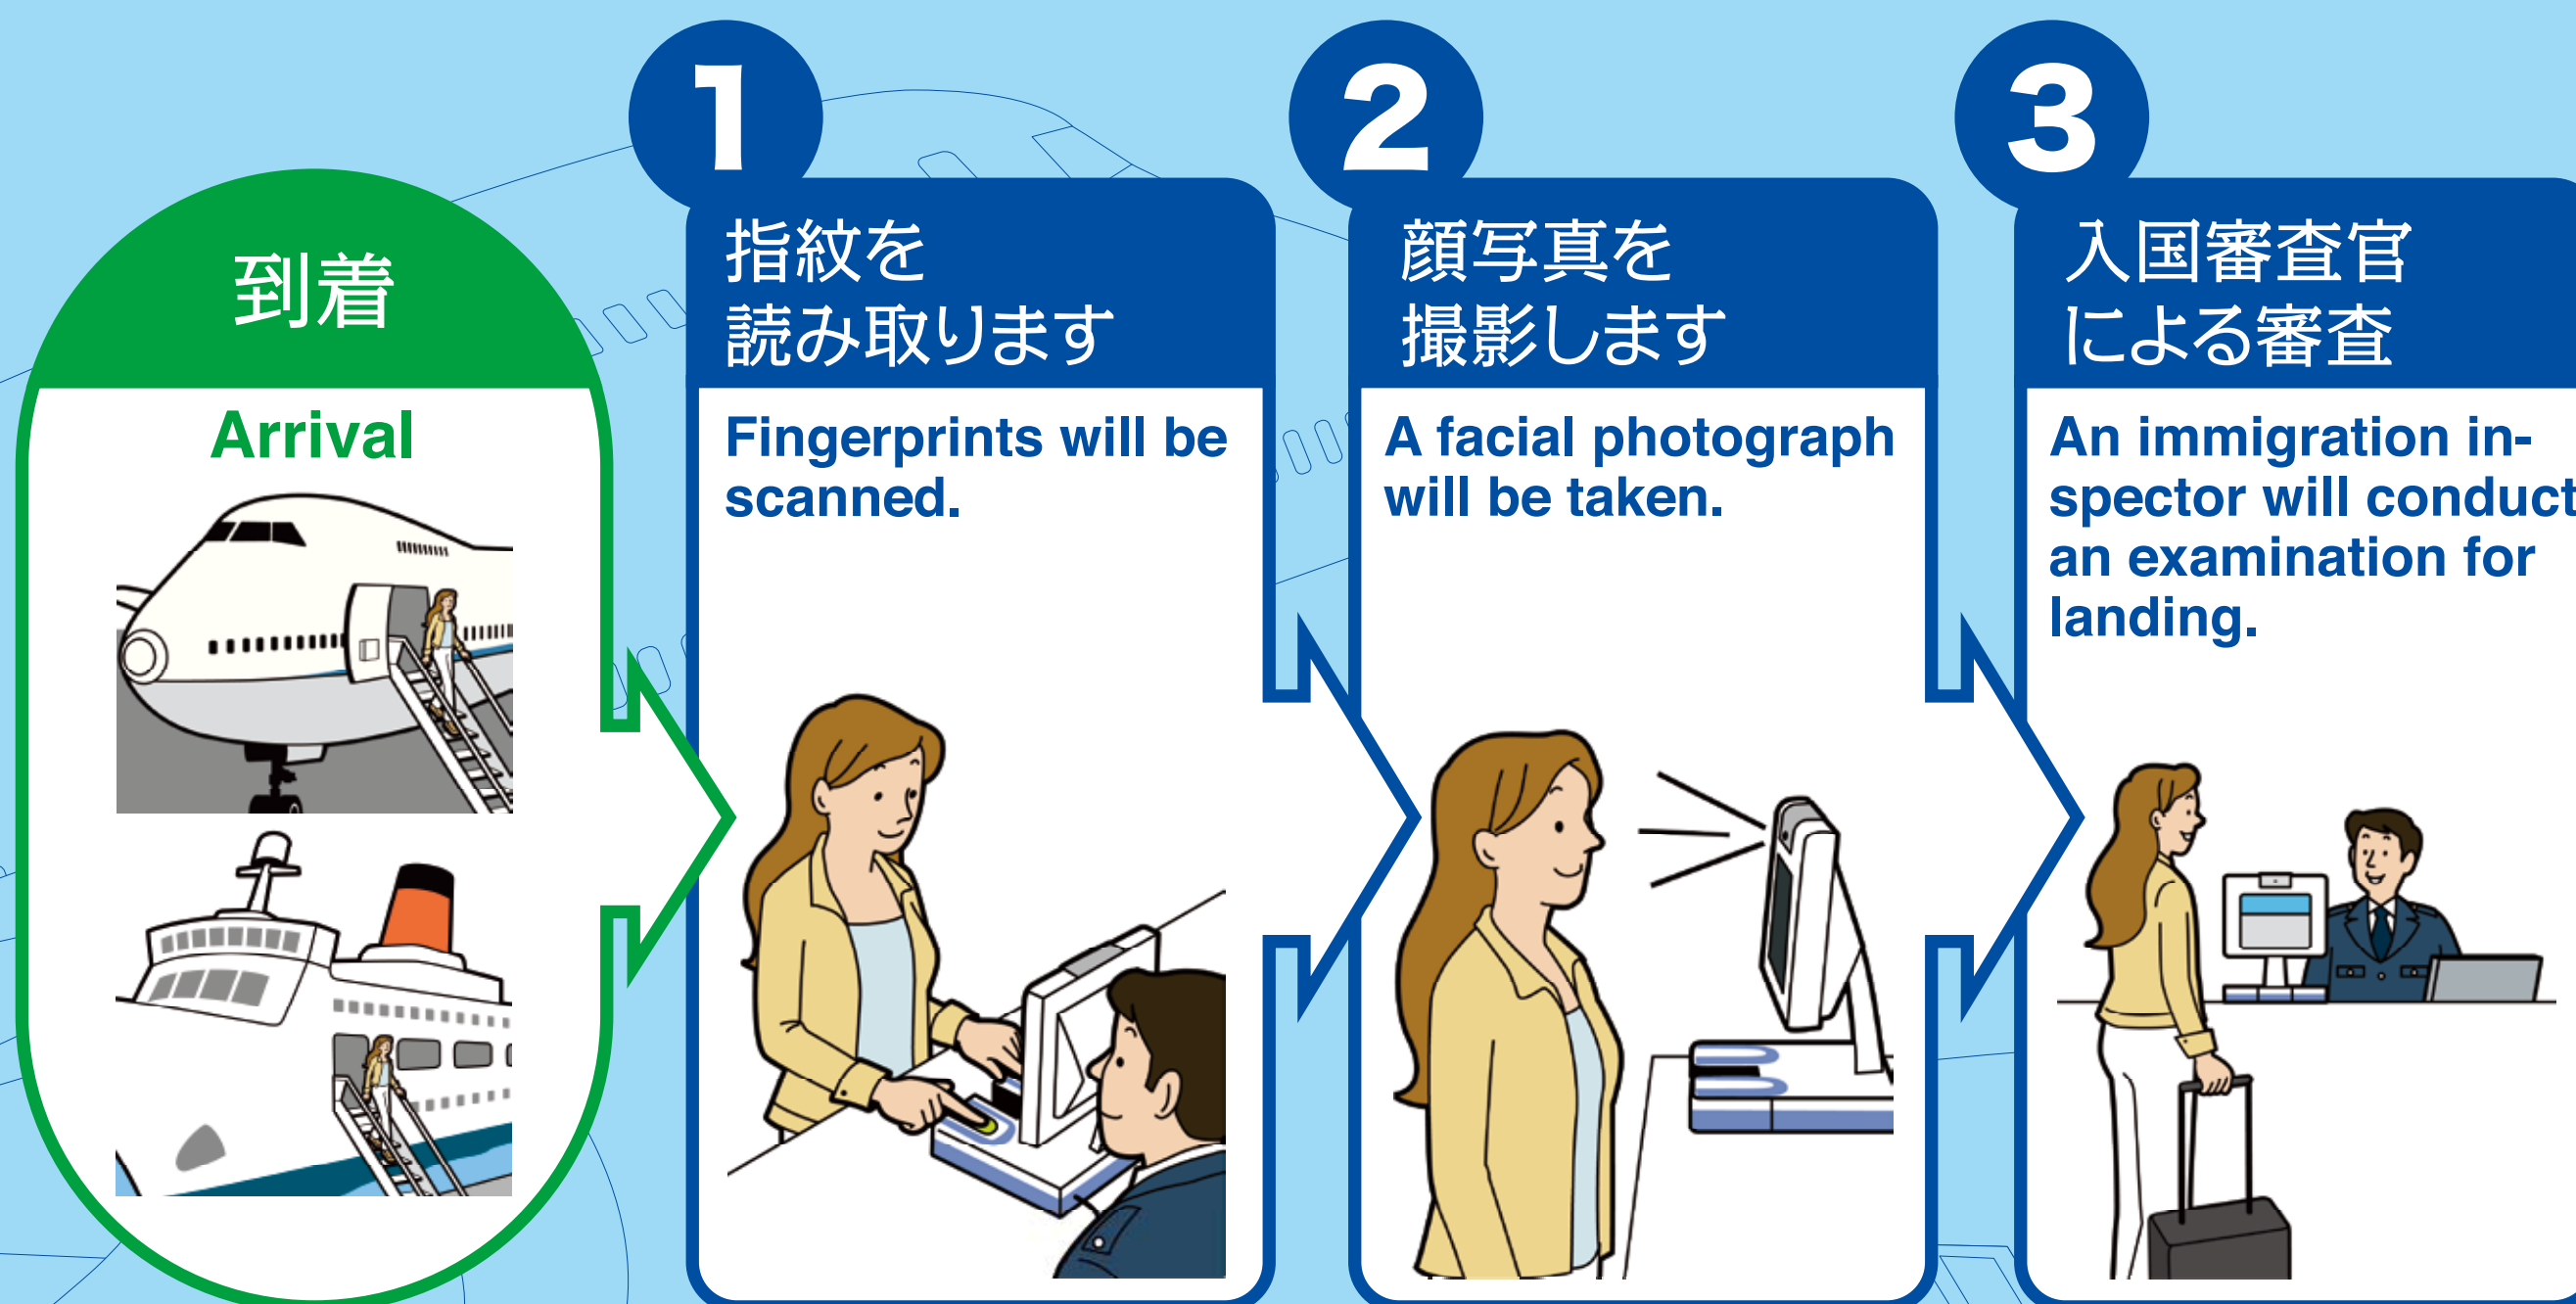 到着
Arrival
1
指紋を
読み取ります
Fingerprints will be
scanned.
2
顔写真を
撮影します
A facial photograph
will be taken.
3
入国審査官
による審査
An immigration in-
spector will conduct
an examination for
landing.